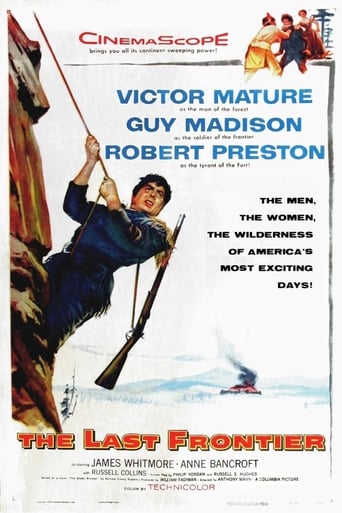 CINEMASCOPE
brings you all its continent-sweeping power!
VICTOR MATURE
as the man of the forest
GUY MADISON
as the soldier of the frontier
ROBERT PRESTON
as the tyrant of the Fort!
THE MEN,
THE WOMEN,
THE WILDERNESS
OF AMERICA'S
MOST EXCITING
DAYS!
THE LAST FRONTIER
co-starring JAMES WHITMORE · ANNE BANCROFT
with RUSSELL COLLINS
Screen Play by PHILIP YORDAN and RUSSELL S. HUGHES
Produced by WILLIAM FADIMAN
Directed by ANTHONY MANN
A COLUMBIA PICTURE
COLOR BY TECHNICOLOR